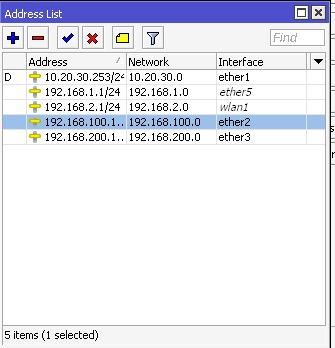 Address List
Find
Address Network Interface
D 10.20.30.253/24 10.20.30.0 ether1
192.168.1.1/24 192.168.1.0 ether5
192.168.2.1/24 192.168.2.0 wlan1
192.168.100.1... 192.168.100.0 ether2
192.168.200.1... 192.168.200.0 ether3
5 items (1 selected)